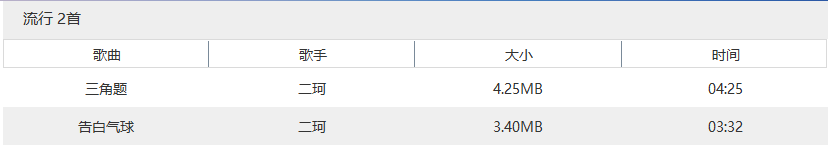 流行 2首
歌曲 歌手 大小 时间
三角题 二珂 4.25MB 04:25
告白气球 二珂 3.40MB 03:32